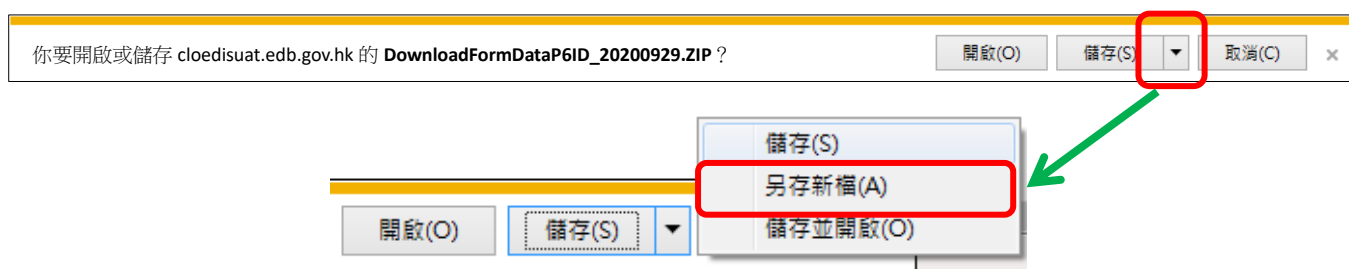 你要開啟或儲存 cloedisuat.edb.gov.hk 的 DownloadFormDataP6ID_20200929.ZIP？ 開啟(O) 儲存(S) 取消(C) ×
儲存(S)
另存新檔(A)
開啟(O) 儲存(S) 儲存並開啟(O)